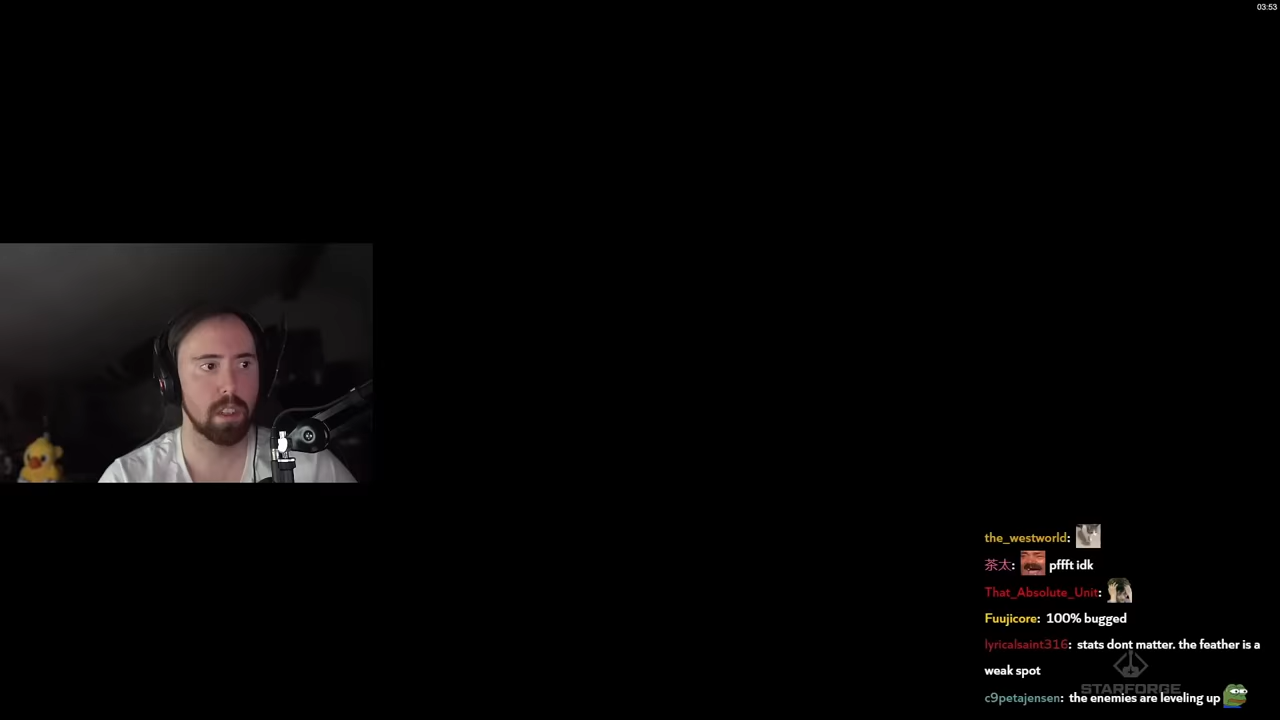 03:53
the_westworld:
茶太: pffft idk
That_Absolute_Unit:
Fuujicore: 100% bugged
lyricalsaint316: stats dont matter. the feather is a
weak spot
STARFORGE
c9petajensen: the enemies are leveling up